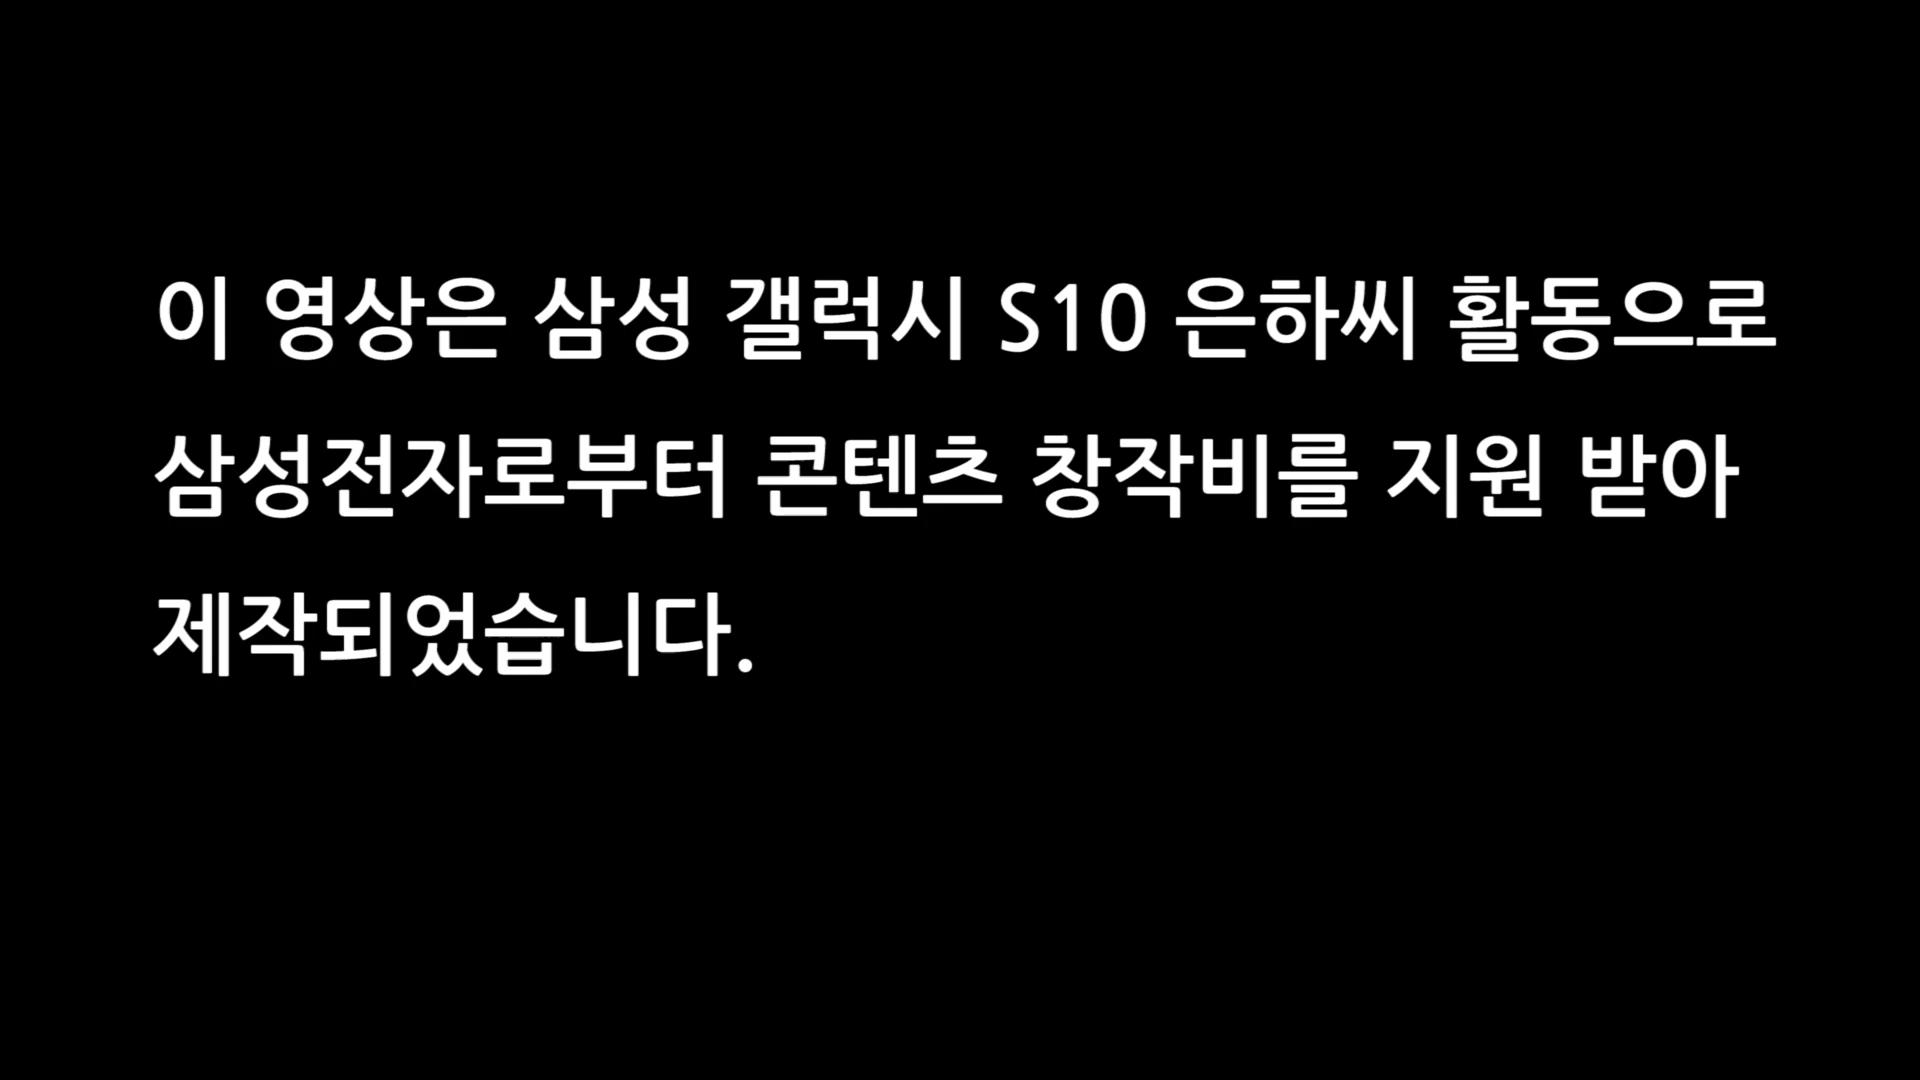 이 영상은 삼성 갤럭시 S10 은하씨 활동으로
삼성전자로부터 콘텐츠 창작비를 지원 받아
제작되었습니다.